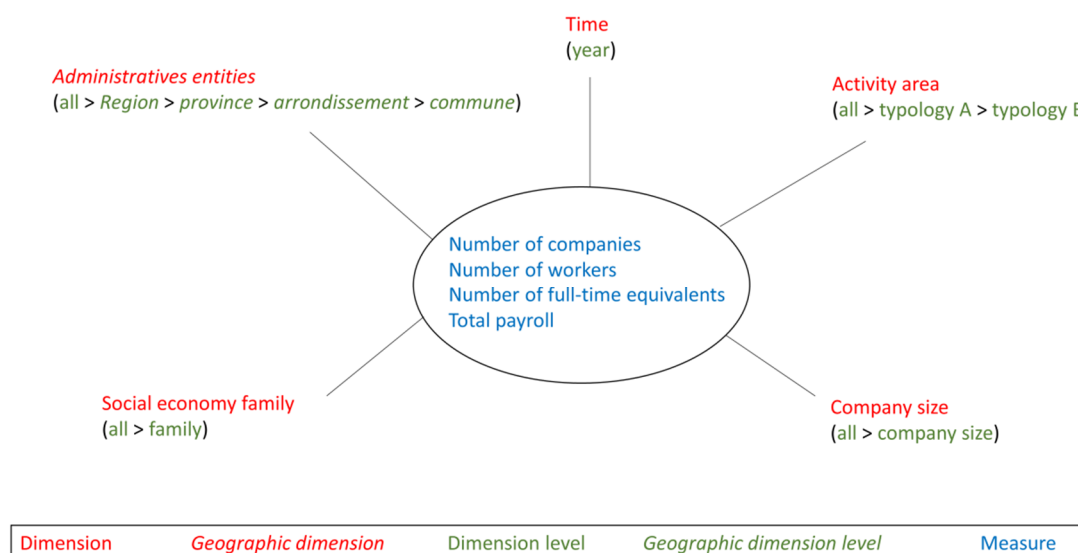 Time
(year)
Administratives entities
(all > Region > province > arrondissement > commune)
Activity area
(all > typology A > typology
Number of companies
Number of workers
Number of full-time equivalents
Total payroll
Social economy family
(all > family)
Company size
(all > company size)
Dimension Geographic dimension Dimension level Geographic dimension level Measure